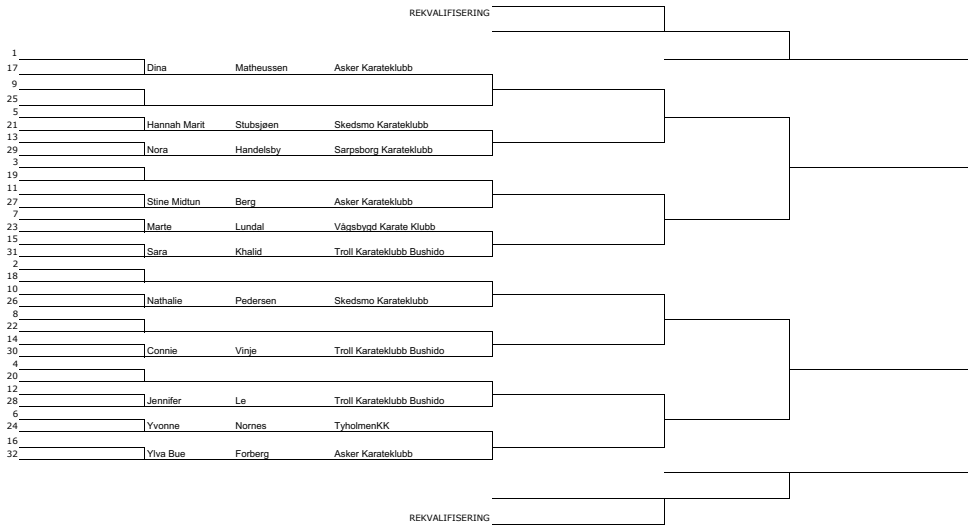 REKVALIFISERING
1
17 Dina Matheussen Asker Karateklubb
9
25
5
21 Hannah Marit Stubsjøen Skedsmo Karateklubb
13
29 Nora Handelsby Sarpsborg Karateklubb
3
19
11
27 Stine Midtun Berg Asker Karateklubb
7
23 Marte Lundal Vågsbygd Karate Klubb
15
31 Sara Khalid Troll Karateklubb Bushido
2
18
10
26 Nathalie Pedersen Skedsmo Karateklubb
8
22
14
30 Connie Vinje Troll Karateklubb Bushido
4
20
12
28 Jennifer Le Troll Karateklubb Bushido
6
24 Yvonne Nornes TyholmenKK
16
32 Ylva Bue Forberg Asker Karateklubb
REKVALIFISERING